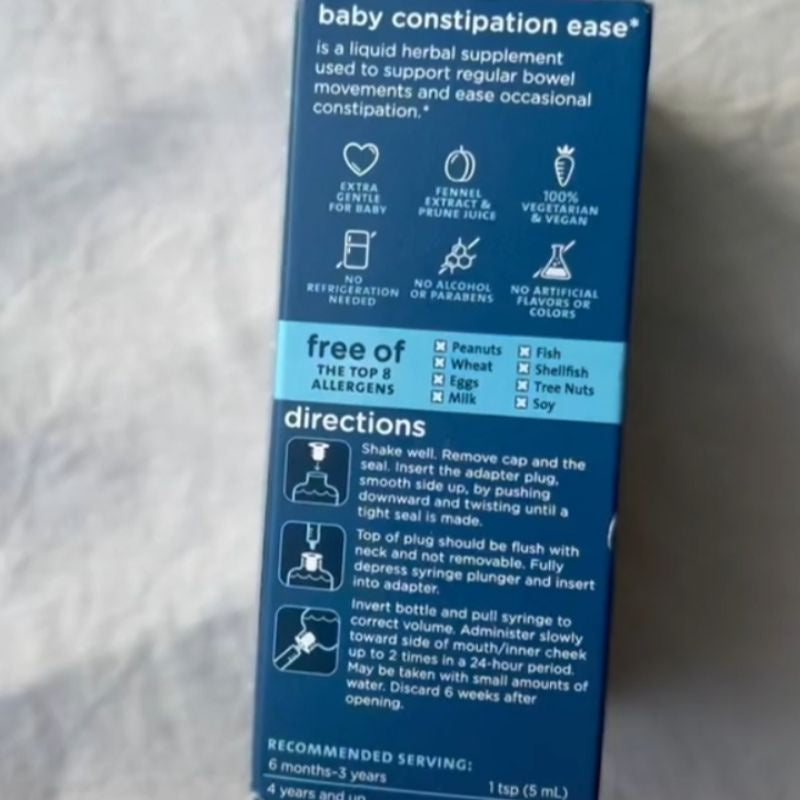 baby constipation ease*
is a liquid herbal supplement
used to support regular bowel
movements and ease occasional
constipation.*
EXTRA
GENTLE
FOR BABY
FENNEL
EXTRACT &
PRUNE JUICE
100%
VEGETARIAN
& VEGAN
NO
REFRIGERATION
NEEDED
NO ALCOHOL
OR PARABENS
NO ARTIFICIAL
FLAVORS OR
COLORS
free of
THE TOP 8
ALLERGENS
Peanuts
Wheat
Eggs
Milk
Fish
Shellfish
Tree Nuts
Soy
directions
Shake well. Remove cap and the
seal. Insert the adapter plug,
smooth side up, by pushing
downward and twisting until a
tight seal is made.
Top of plug should be flush with
neck and not removable. Fully
depress syringe plunger and insert
into adapter.
Invert bottle and pull syringe to
correct volume. Administer slowly
toward side of mouth/inner cheek
up to 2 times in a 24-hour period.
May be taken with small amounts of
water. Discard 6 weeks after
opening.
RECOMMENDED SERVING:
6 months-3 years 1 tsp (5 mL)
4 years and up